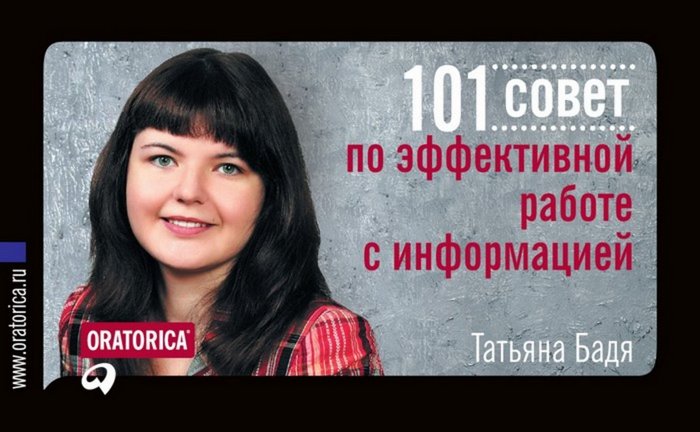 101 совет
по эффективной
работе
с информацией
Татьяна Бадя
ORATORICA®
www.oratorica.ru